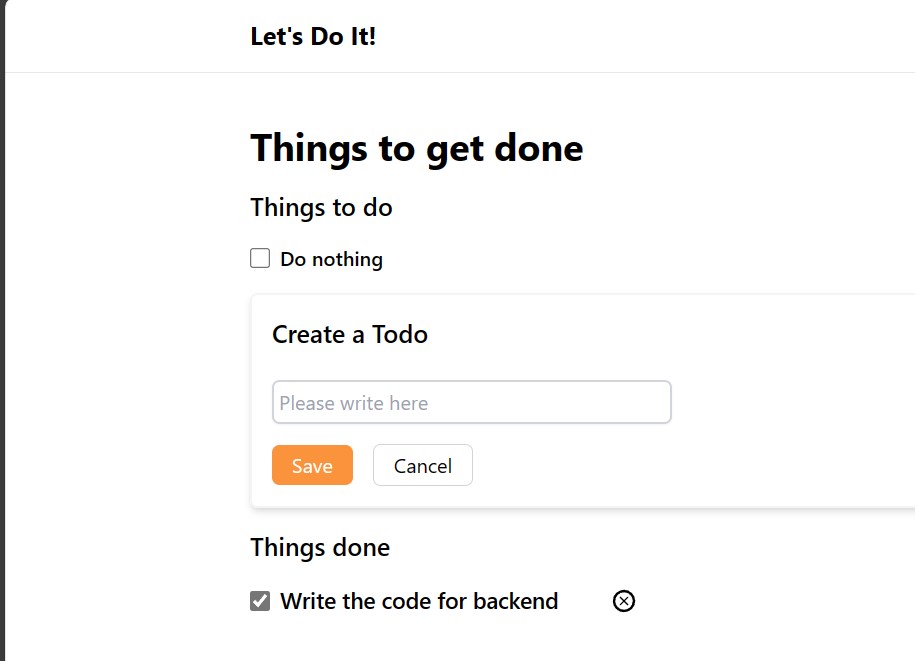 Let's Do It!
Things to get done
Things to do
Do nothing
Create a Todo
Please write here
Save Cancel
Things done
Write the code for backend